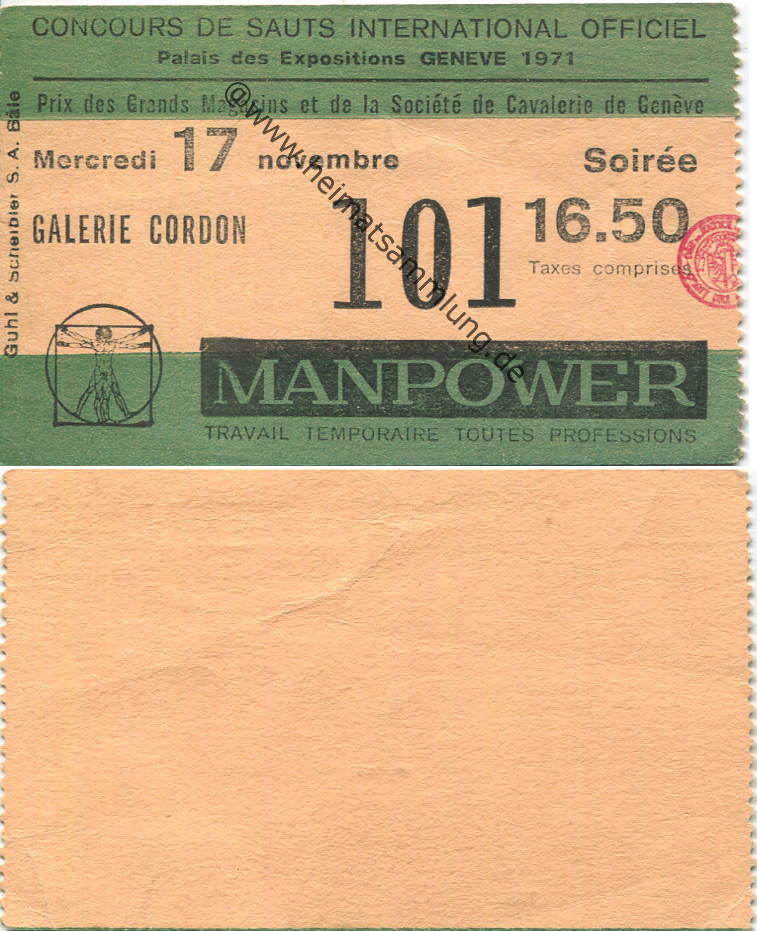 CONCOURS DE SAUTS INTERNATIONAL OFFICIEL
Palais des Expositions GENEVE 1971
Prix des Grands Magasins et de la Société de Cavalerie de Genève
Mercredi 17 novembre Soirée
GALERIE CORDON 101 16.50
Taxes comprises
MANPOWER
TRAVAIL TEMPORAIRE TOUTES PROFESSIONS
Guhl & Scheibler S. A. Bâle
@www.heimatsammlung.de